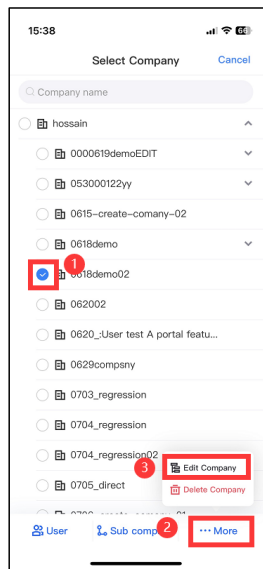 15:38
66
Select Company
Cancel
Company name
hossain
0000619demoEDIT
053000122yy
0615-create-comany-02
0618demo
1
0618demo02
062002
0620_:User test A portal featu...
0629compsny
0703_regression
0704_regression
0704_regression02
3
Edit Company
0705_direct
Delete Company
User
Sub comp
2
··· More